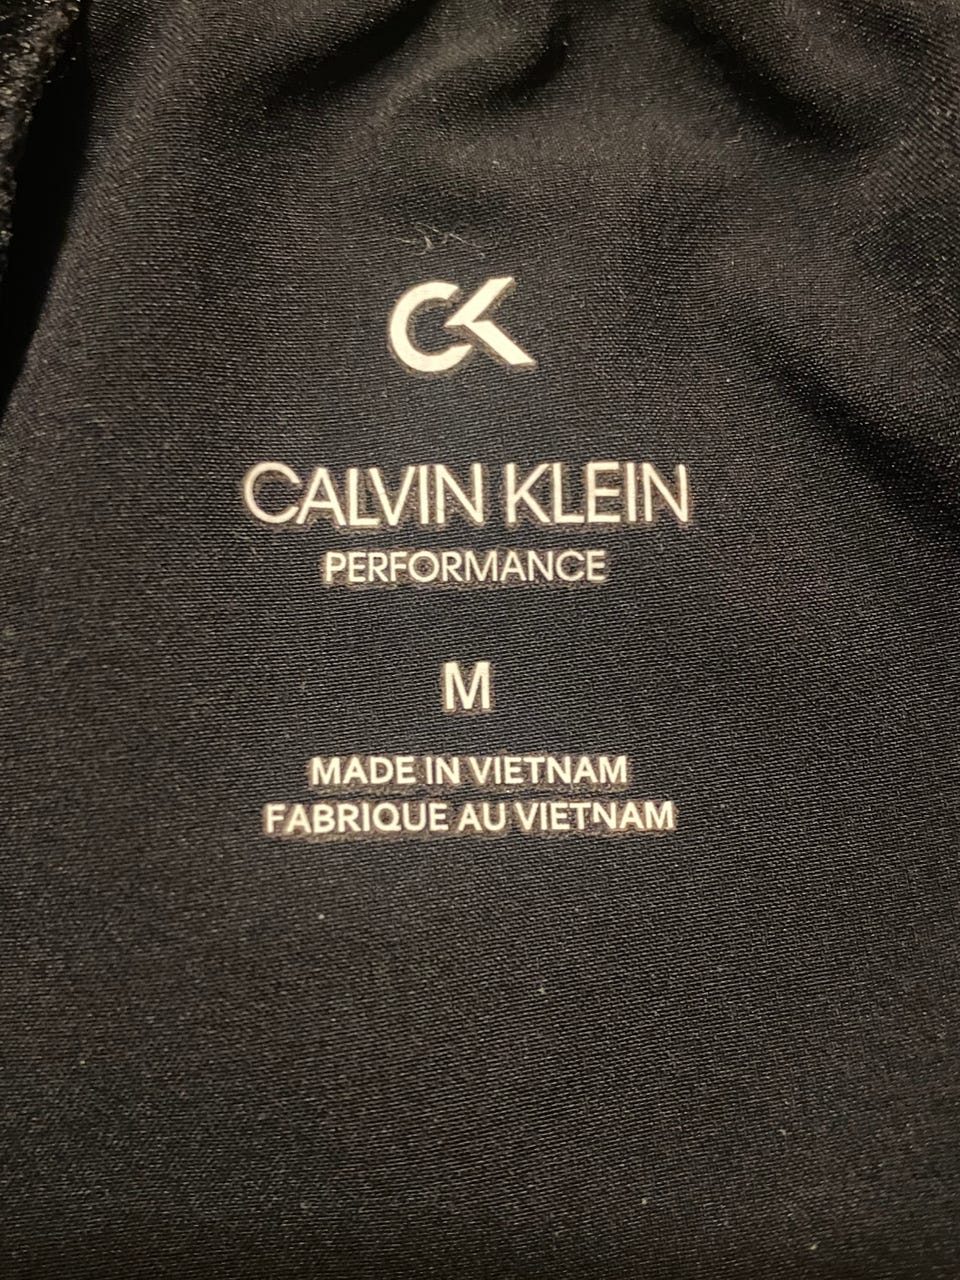 CK
CALVIN KLEIN
PERFORMANCE
M
MADE IN VIETNAM
FABRIQUE AU VIETNAM